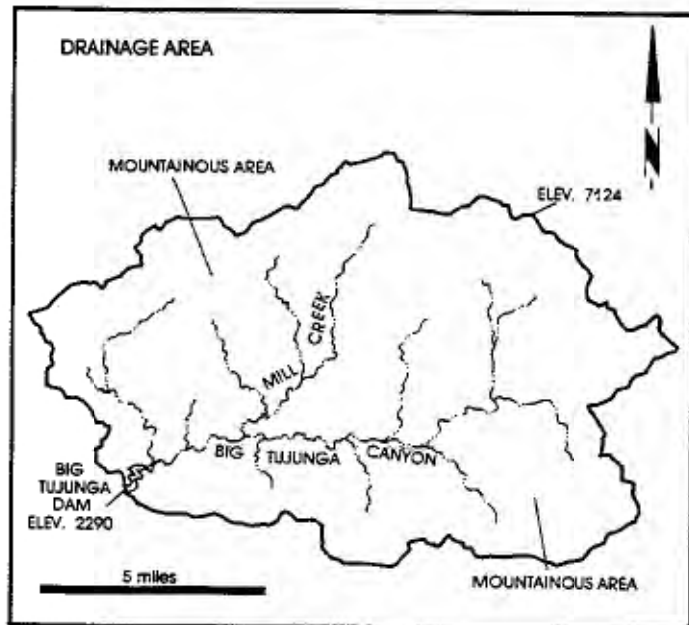 DRAINAGE AREA
N
MOUNTAINOUS AREA
ELEV. 7124
MILL CREEK
BIG TUJUNGA CANYON
BIG
TUJUNGA
DAM
ELEV. 2290
5 miles
MOUNTAINOUS AREA